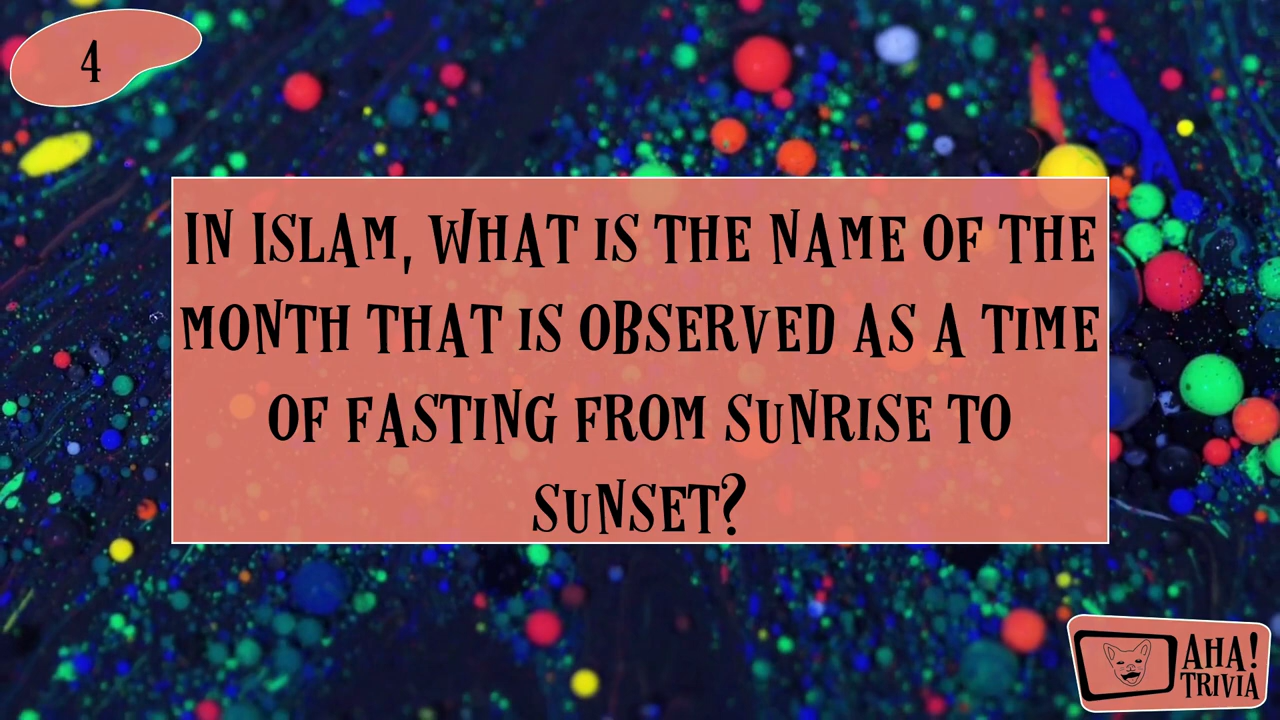 4
IN ISLAM, WHAT IS THE NAME OF THE
MONTH THAT IS OBSERVED AS A TIME
OF FASTING FROM SUNRISE TO
SUNSET?
AHA!
TRIVIA